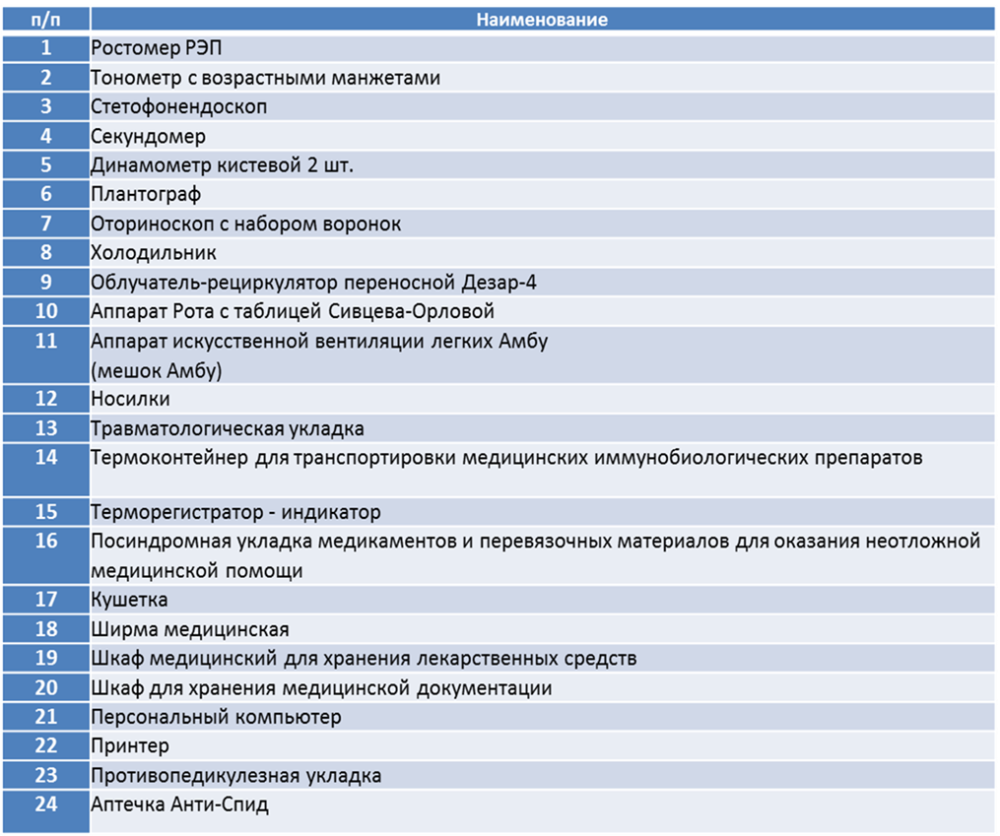 п/п Наименование
1 Ростомер РЭП
2 Тонометр с возрастными манжетами
3 Стетофонендоскоп
4 Секундомер
5 Динамометр кистевой 2 шт.
6 Плантограф
7 Оториноскоп с набором воронок
8 Холодильник
9 Облучатель-рециркулятор переносной Дезар-4
10 Аппарат Рота с таблицей Сивцева-Орловой
11 Аппарат искусственной вентиляции легких Амбу
(мешок Амбу)
12 Носилки
13 Травматологическая укладка
14 Термоконтейнер для транспортировки медицинских иммунобиологических препаратов
15 Терморегистратор - индикатор
16 Посиндромная укладка медикаментов и перевязочных материалов для оказания неотложной
медицинской помощи
17 Кушетка
18 Ширма медицинская
19 Шкаф медицинский для хранения лекарственных средств
20 Шкаф для хранения медицинской документации
21 Персональный компьютер
22 Принтер
23 Противопедикулезная укладка
24 Аптечка Анти-Спид